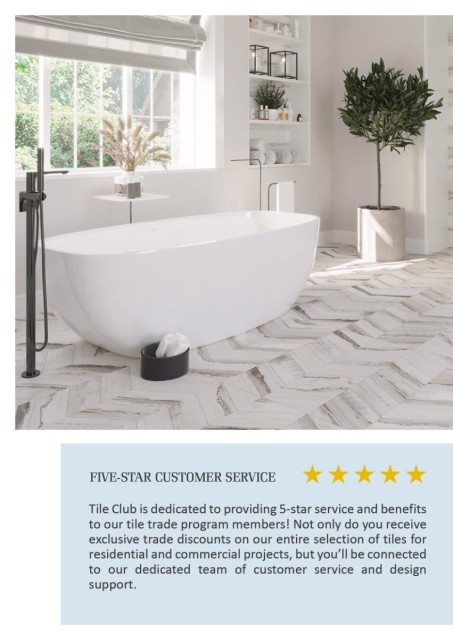 FIVE-STAR CUSTOMER SERVICE
Tile Club is dedicated to providing 5-star service and benefits
to our tile trade program members! Not only do you receive
exclusive trade discounts on our entire selection of tiles for
residential and commercial projects, but you’ll be connected
to our dedicated team of customer service and design
support.